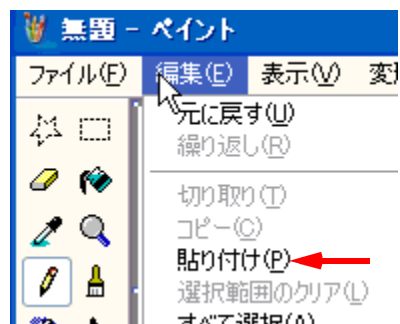 無題 - ペイント
ファイル(F) 編集(E) 表示(V) 変
元に戻す(U)
繰り返し(R)
切り取り(T)
コピー(C)
貼り付け(P)
選択範囲のクリア(L)
すべて選択(A)